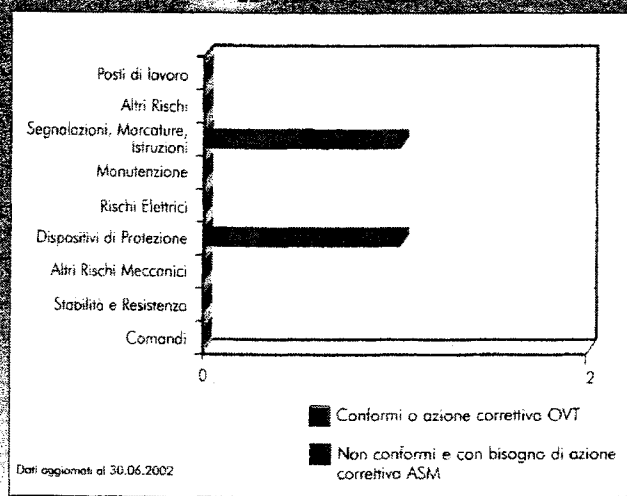 Posti di lavoro
Altri Rischi
Segnalazioni, Marcature,
Istruzioni
Manutenzione
Rischi Elettrici
Dispositivi di Protezione
Altri Rischi Meccanici
Stabilità e Resistenza
Comandi
0
2
Conformi o azione correttiva OVT
Non conformi e con bisogno di azione
correttiva ASM
Dati aggiornati al 30.06.2002